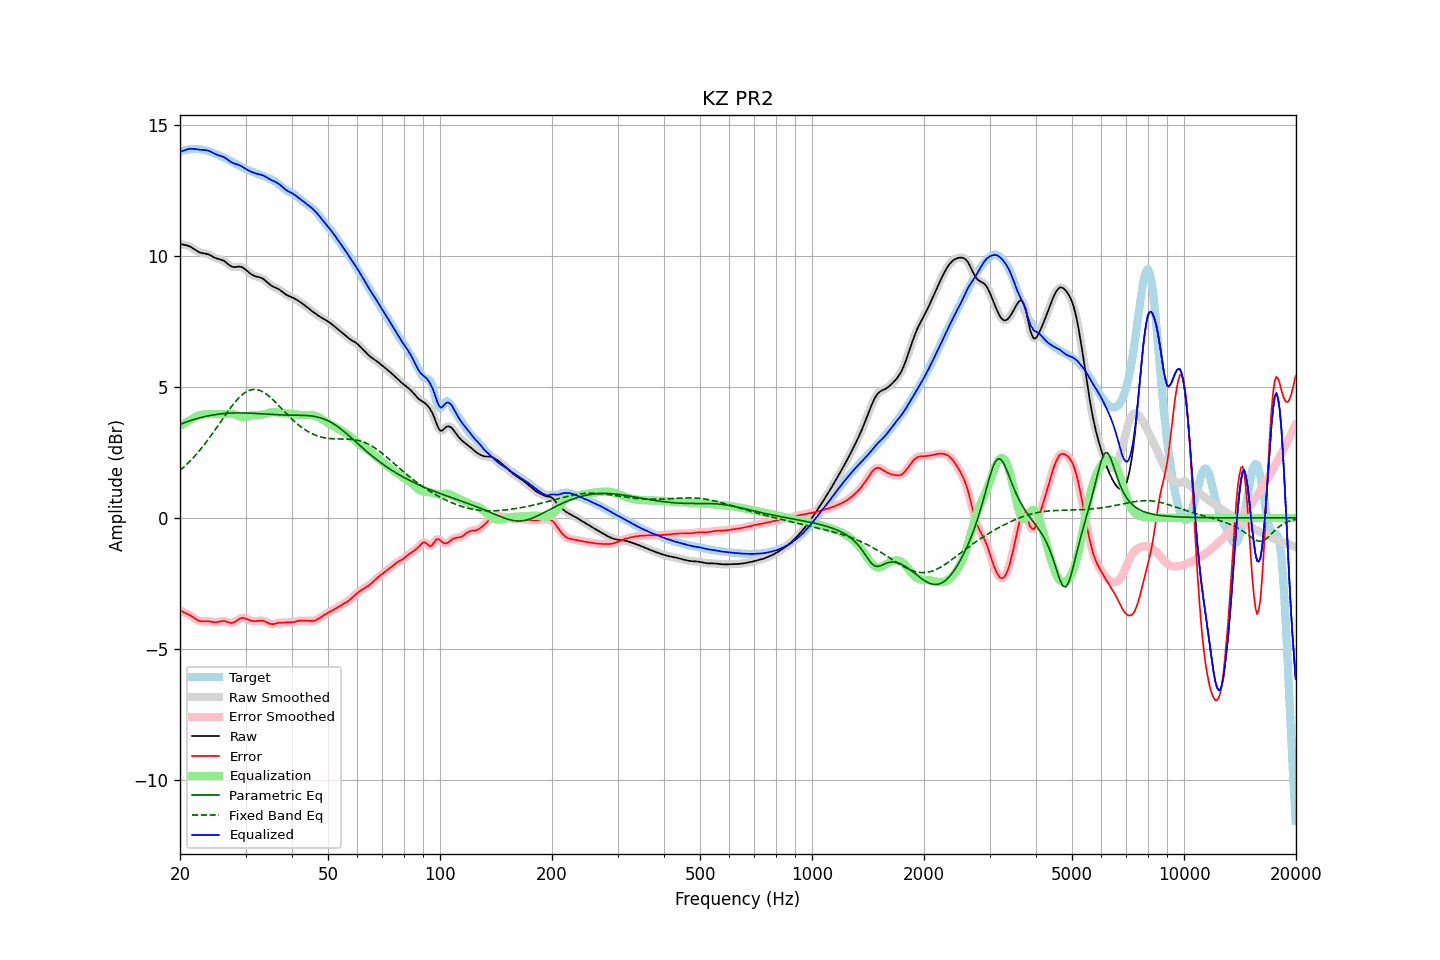 KZ PR2
15
10
5
0
−5
−10
Amplitude (dBr)
Target
Raw Smoothed
Error Smoothed
Raw
Error
Equalization
Parametric Eq
Fixed Band Eq
Equalized
20 50 100 200 500 1000 2000 5000 10000 20000
Frequency (Hz)